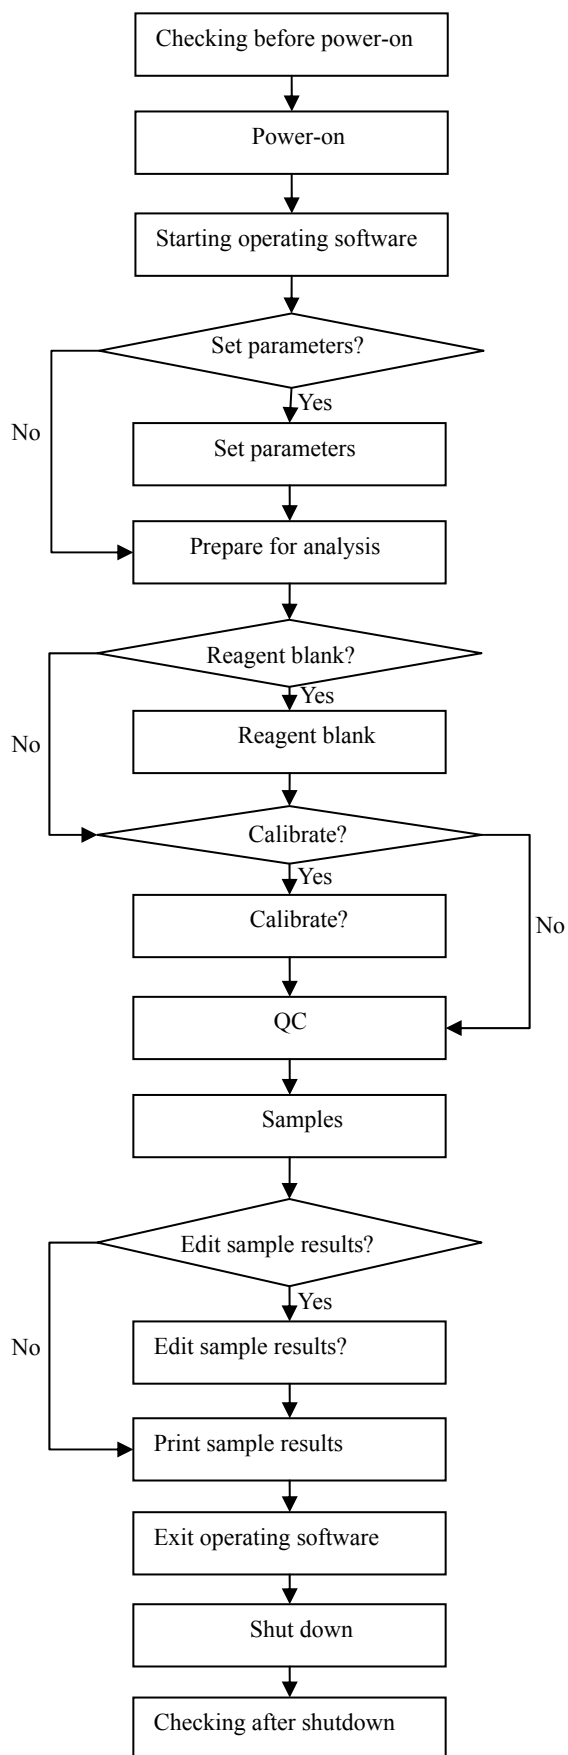 Checking before power-on
Power-on
Starting operating software
Set parameters?
Yes
No
Set parameters
Prepare for analysis
Reagent blank?
Yes
No
Reagent blank
Calibrate?
Yes
Calibrate?
No
QC
Samples
Edit sample results?
Yes
No
Edit sample results?
Print sample results
Exit operating software
Shut down
Checking after shutdown